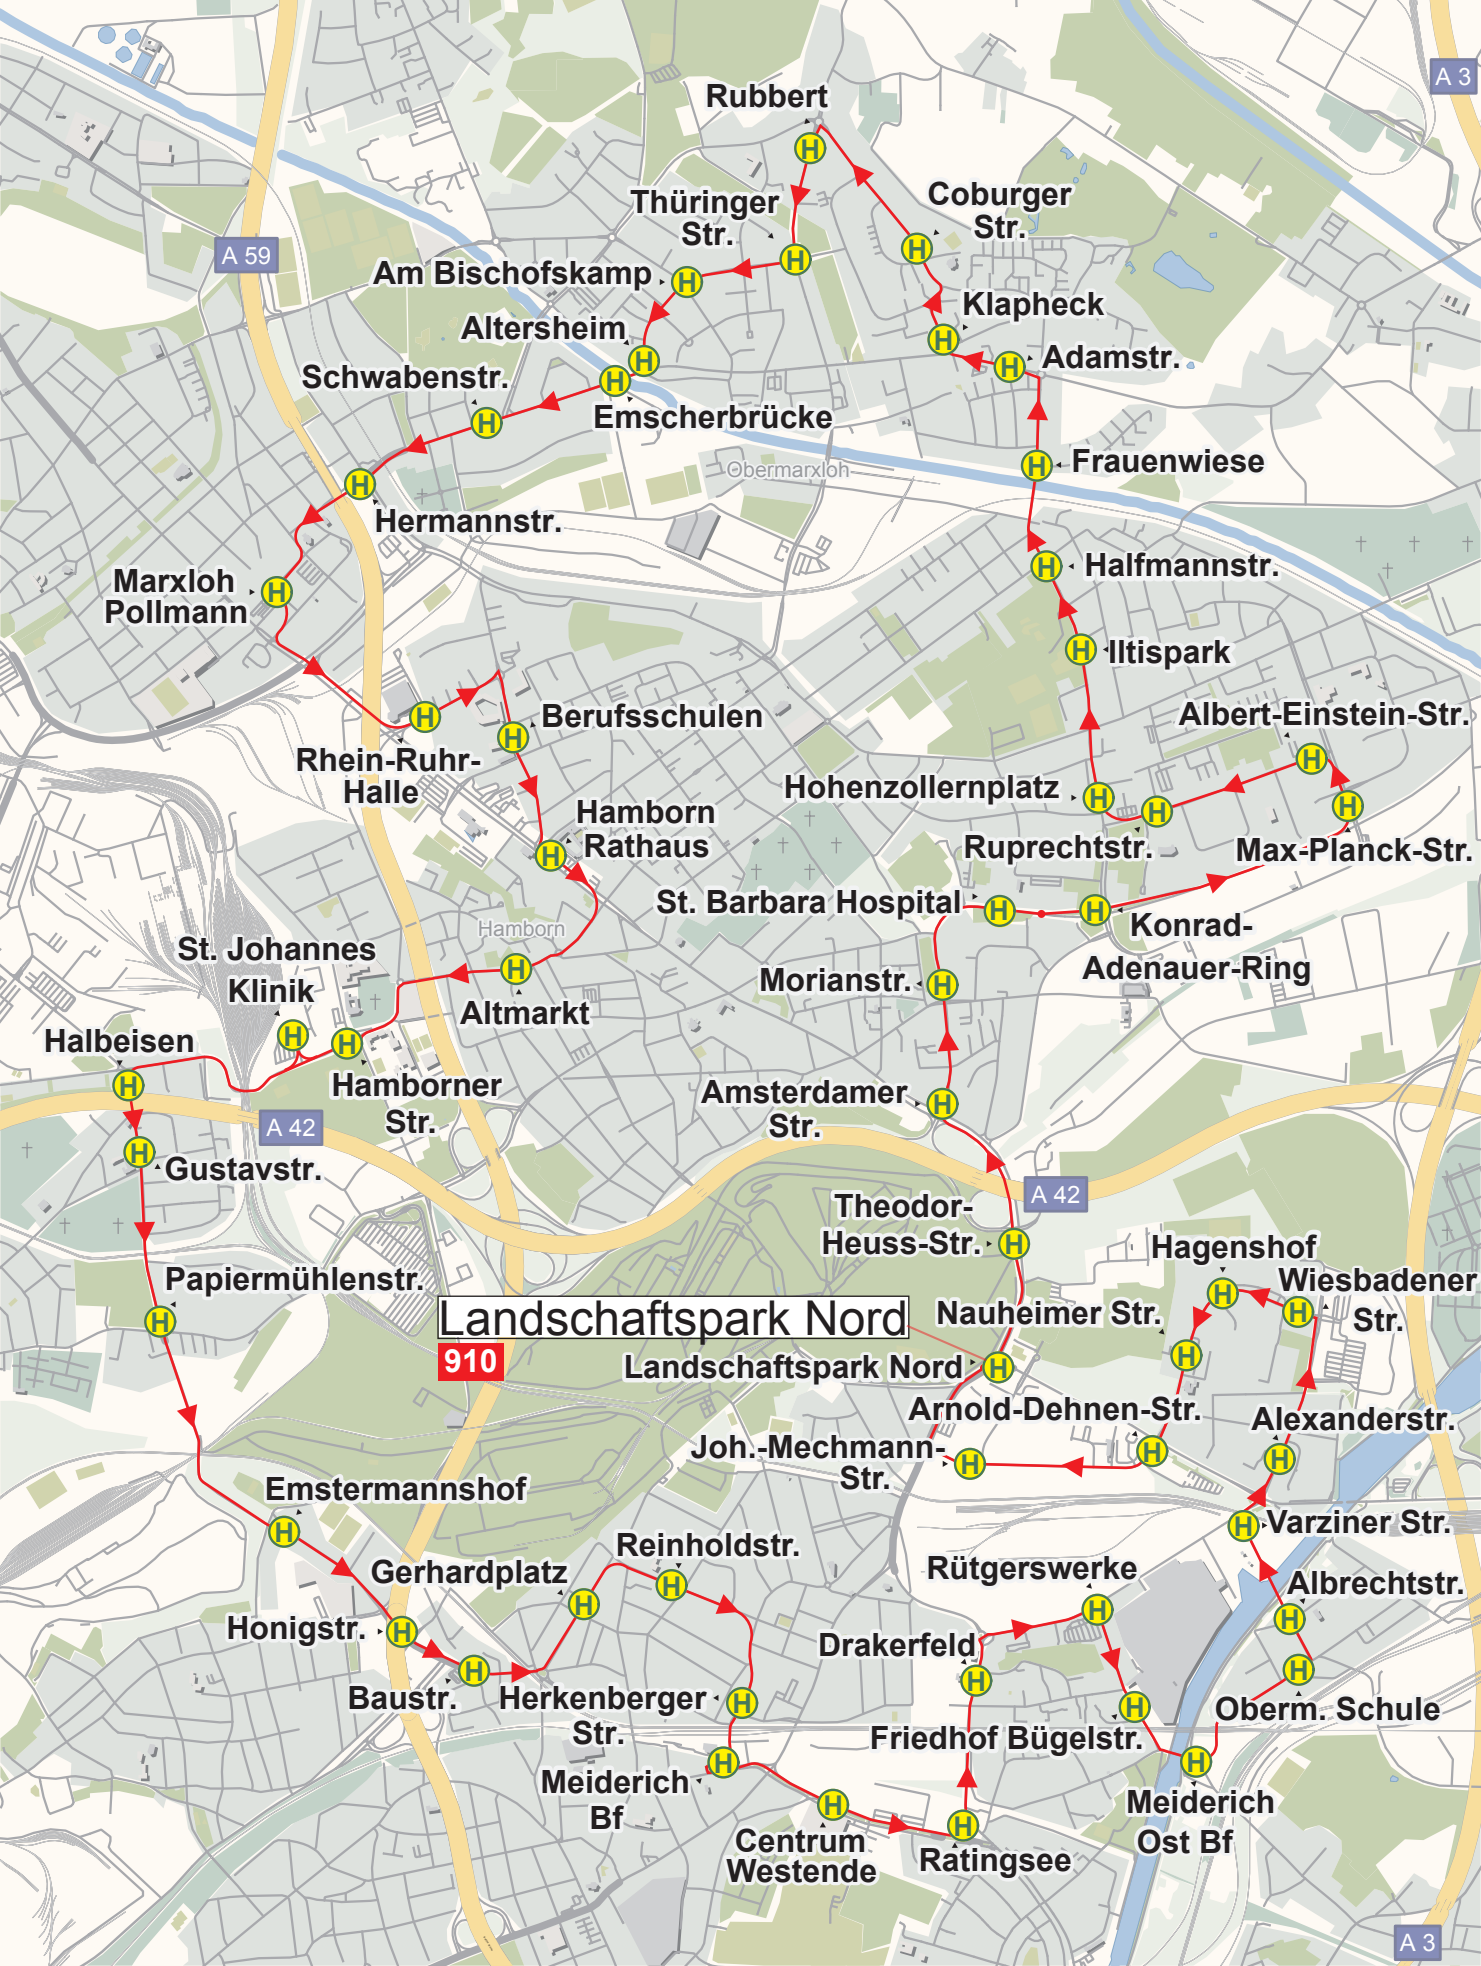 A 3
Rubbert
Thüringer
Str.
Coburger
Str.
A 59
Am Bischofskamp
Klapheck
Altersheim
Adamstr.
Schwabenstr.
Emscherbrücke
Obermarxloh
Frauenwiese
Hermannstr.
Halfmannstr.
Marxloh
Pollmann
Iltispark
Berufsschulen
Albert-Einstein-Str.
Rhein-Ruhr-
Halle
Hohenzollernplatz
Hamborn
Rathaus
Ruprechtstr.
Max-Planck-Str.
St. Barbara Hospital
Hamborn
Konrad-
Adenauer-Ring
St. Johannes
Klinik
Morianstr.
Altmarkt
Halbeisen
Hamborner
Str.
Amsterdamer
Str.
A 42
Gustavstr.
A 42
Theodor-
Heuss-Str.
Hagenshof
Papiermühlenstr.
Wiesbadener
Str.
Landschaftspark Nord
910
Nauheimer Str.
Landschaftspark Nord
Arnold-Dehnen-Str.
Alexanderstr.
Joh.-Mechmann-
Str.
Emstermannshof
Varziner Str.
Reinholdstr.
Gerhardplatz
Rütgerswerke
Albrechtstr.
Honigstr.
Drakerfeld
Baustr.
Herkenberger
Str.
Oberm. Schule
Friedhof Bügelstr.
Meiderich
Bf
Meiderich
Ost Bf
Centrum
Westende
Ratingsee
A 3